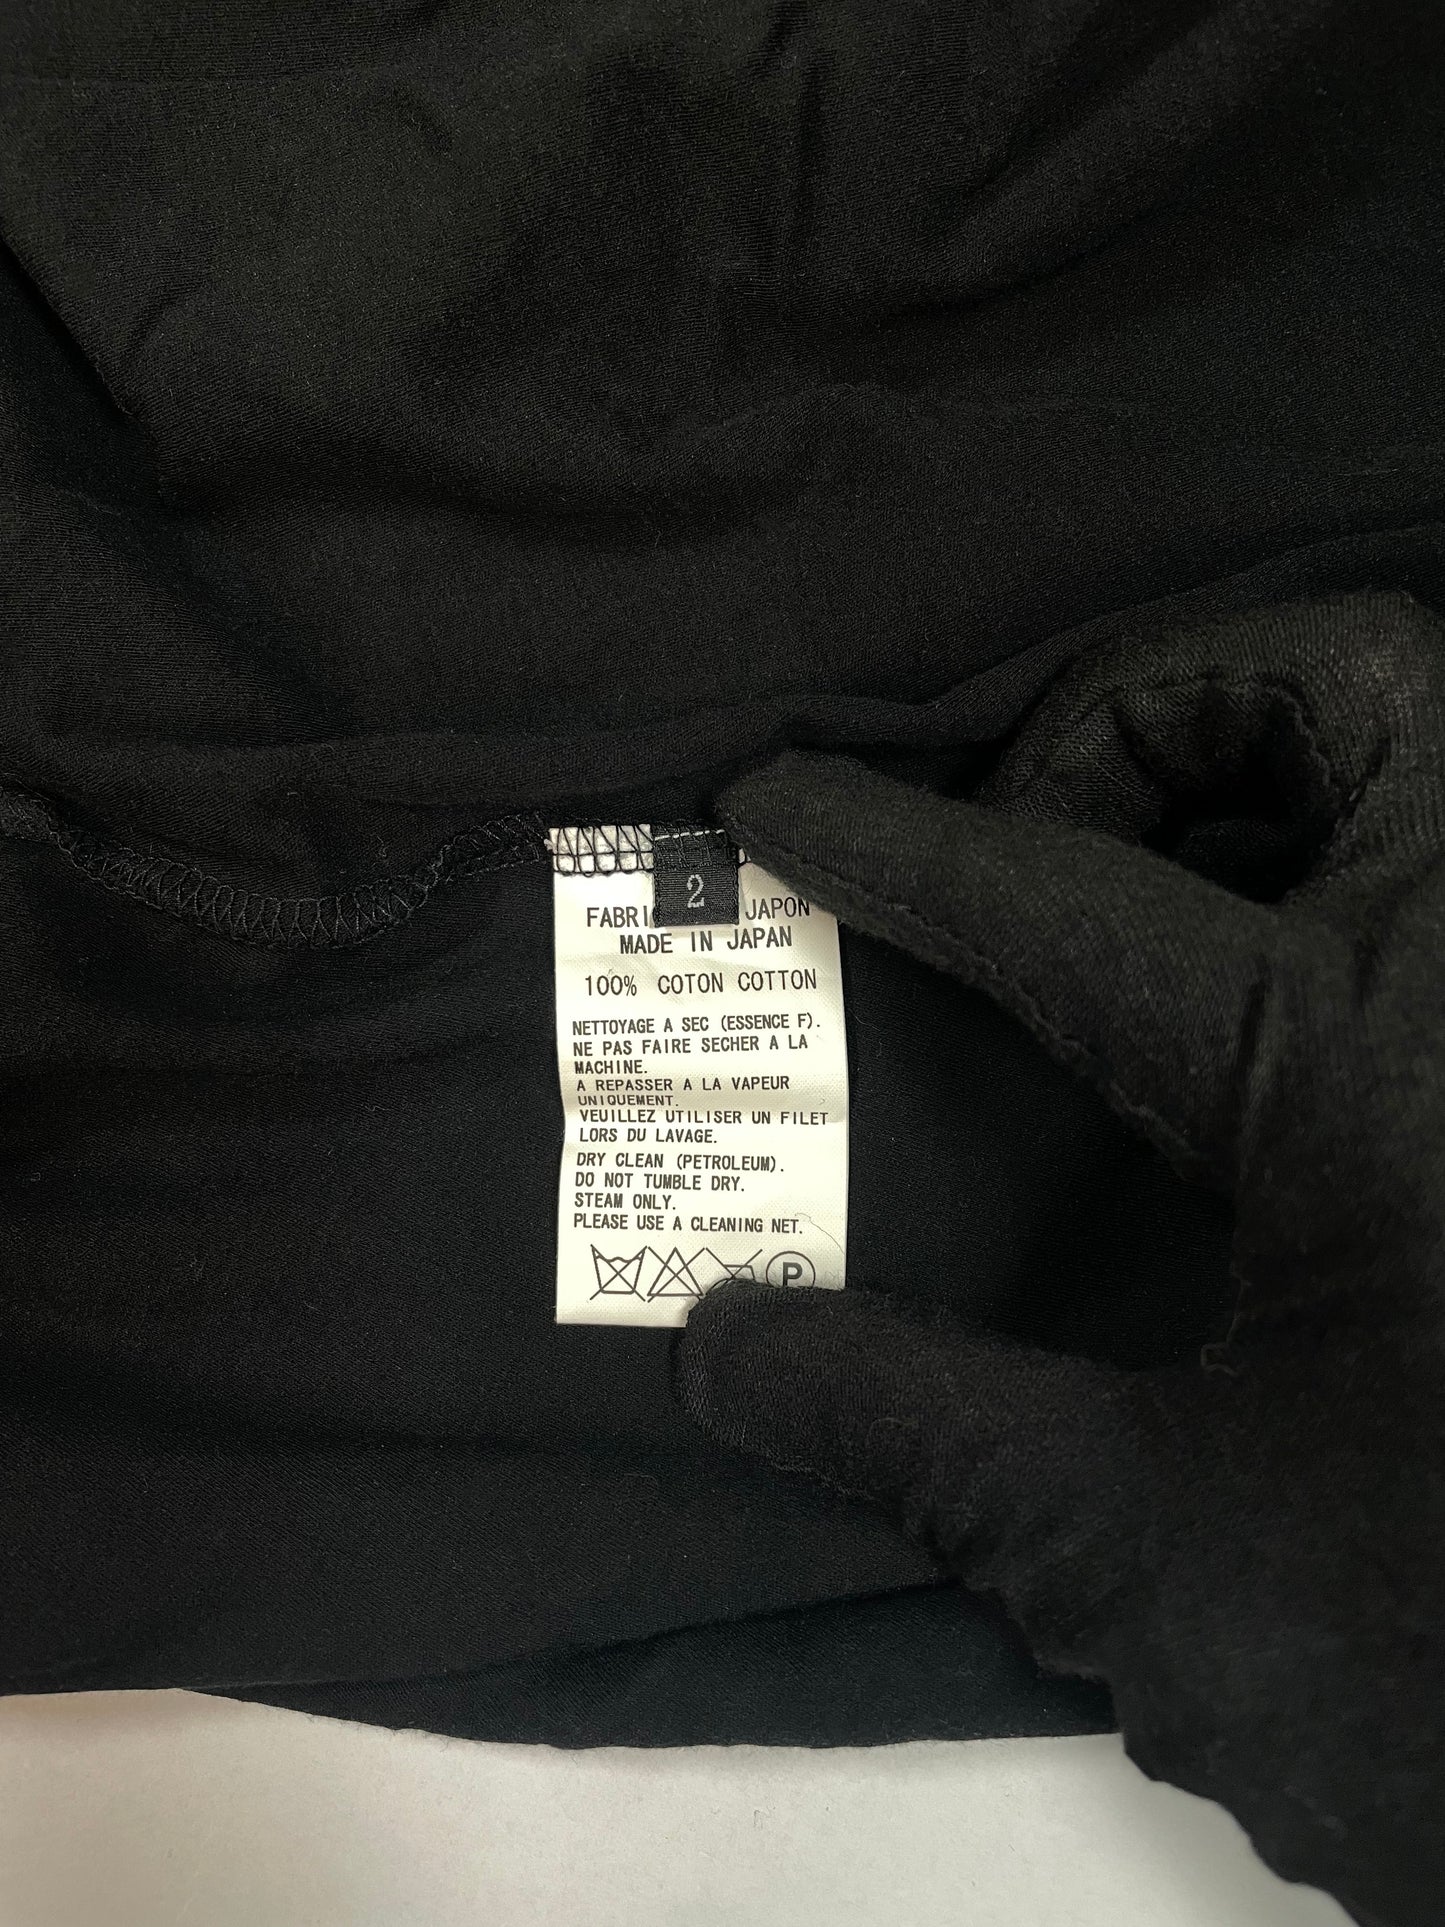 2
FABRI JAPON
MADE IN JAPAN
100% COTON COTTON
NETTOYAGE A SEC (ESSENCE F).
NE PAS FAIRE SECHER A LA
MACHINE.
A REPASSER A LA VAPEUR
UNIQUEMENT.
VEUILLEZ UTILISER UN FILET
LORS DU LAVAGE.
DRY CLEAN (PETROLEUM).
DO NOT TUMBLE DRY.
STEAM ONLY.
PLEASE USE A CLEANING NET.
P